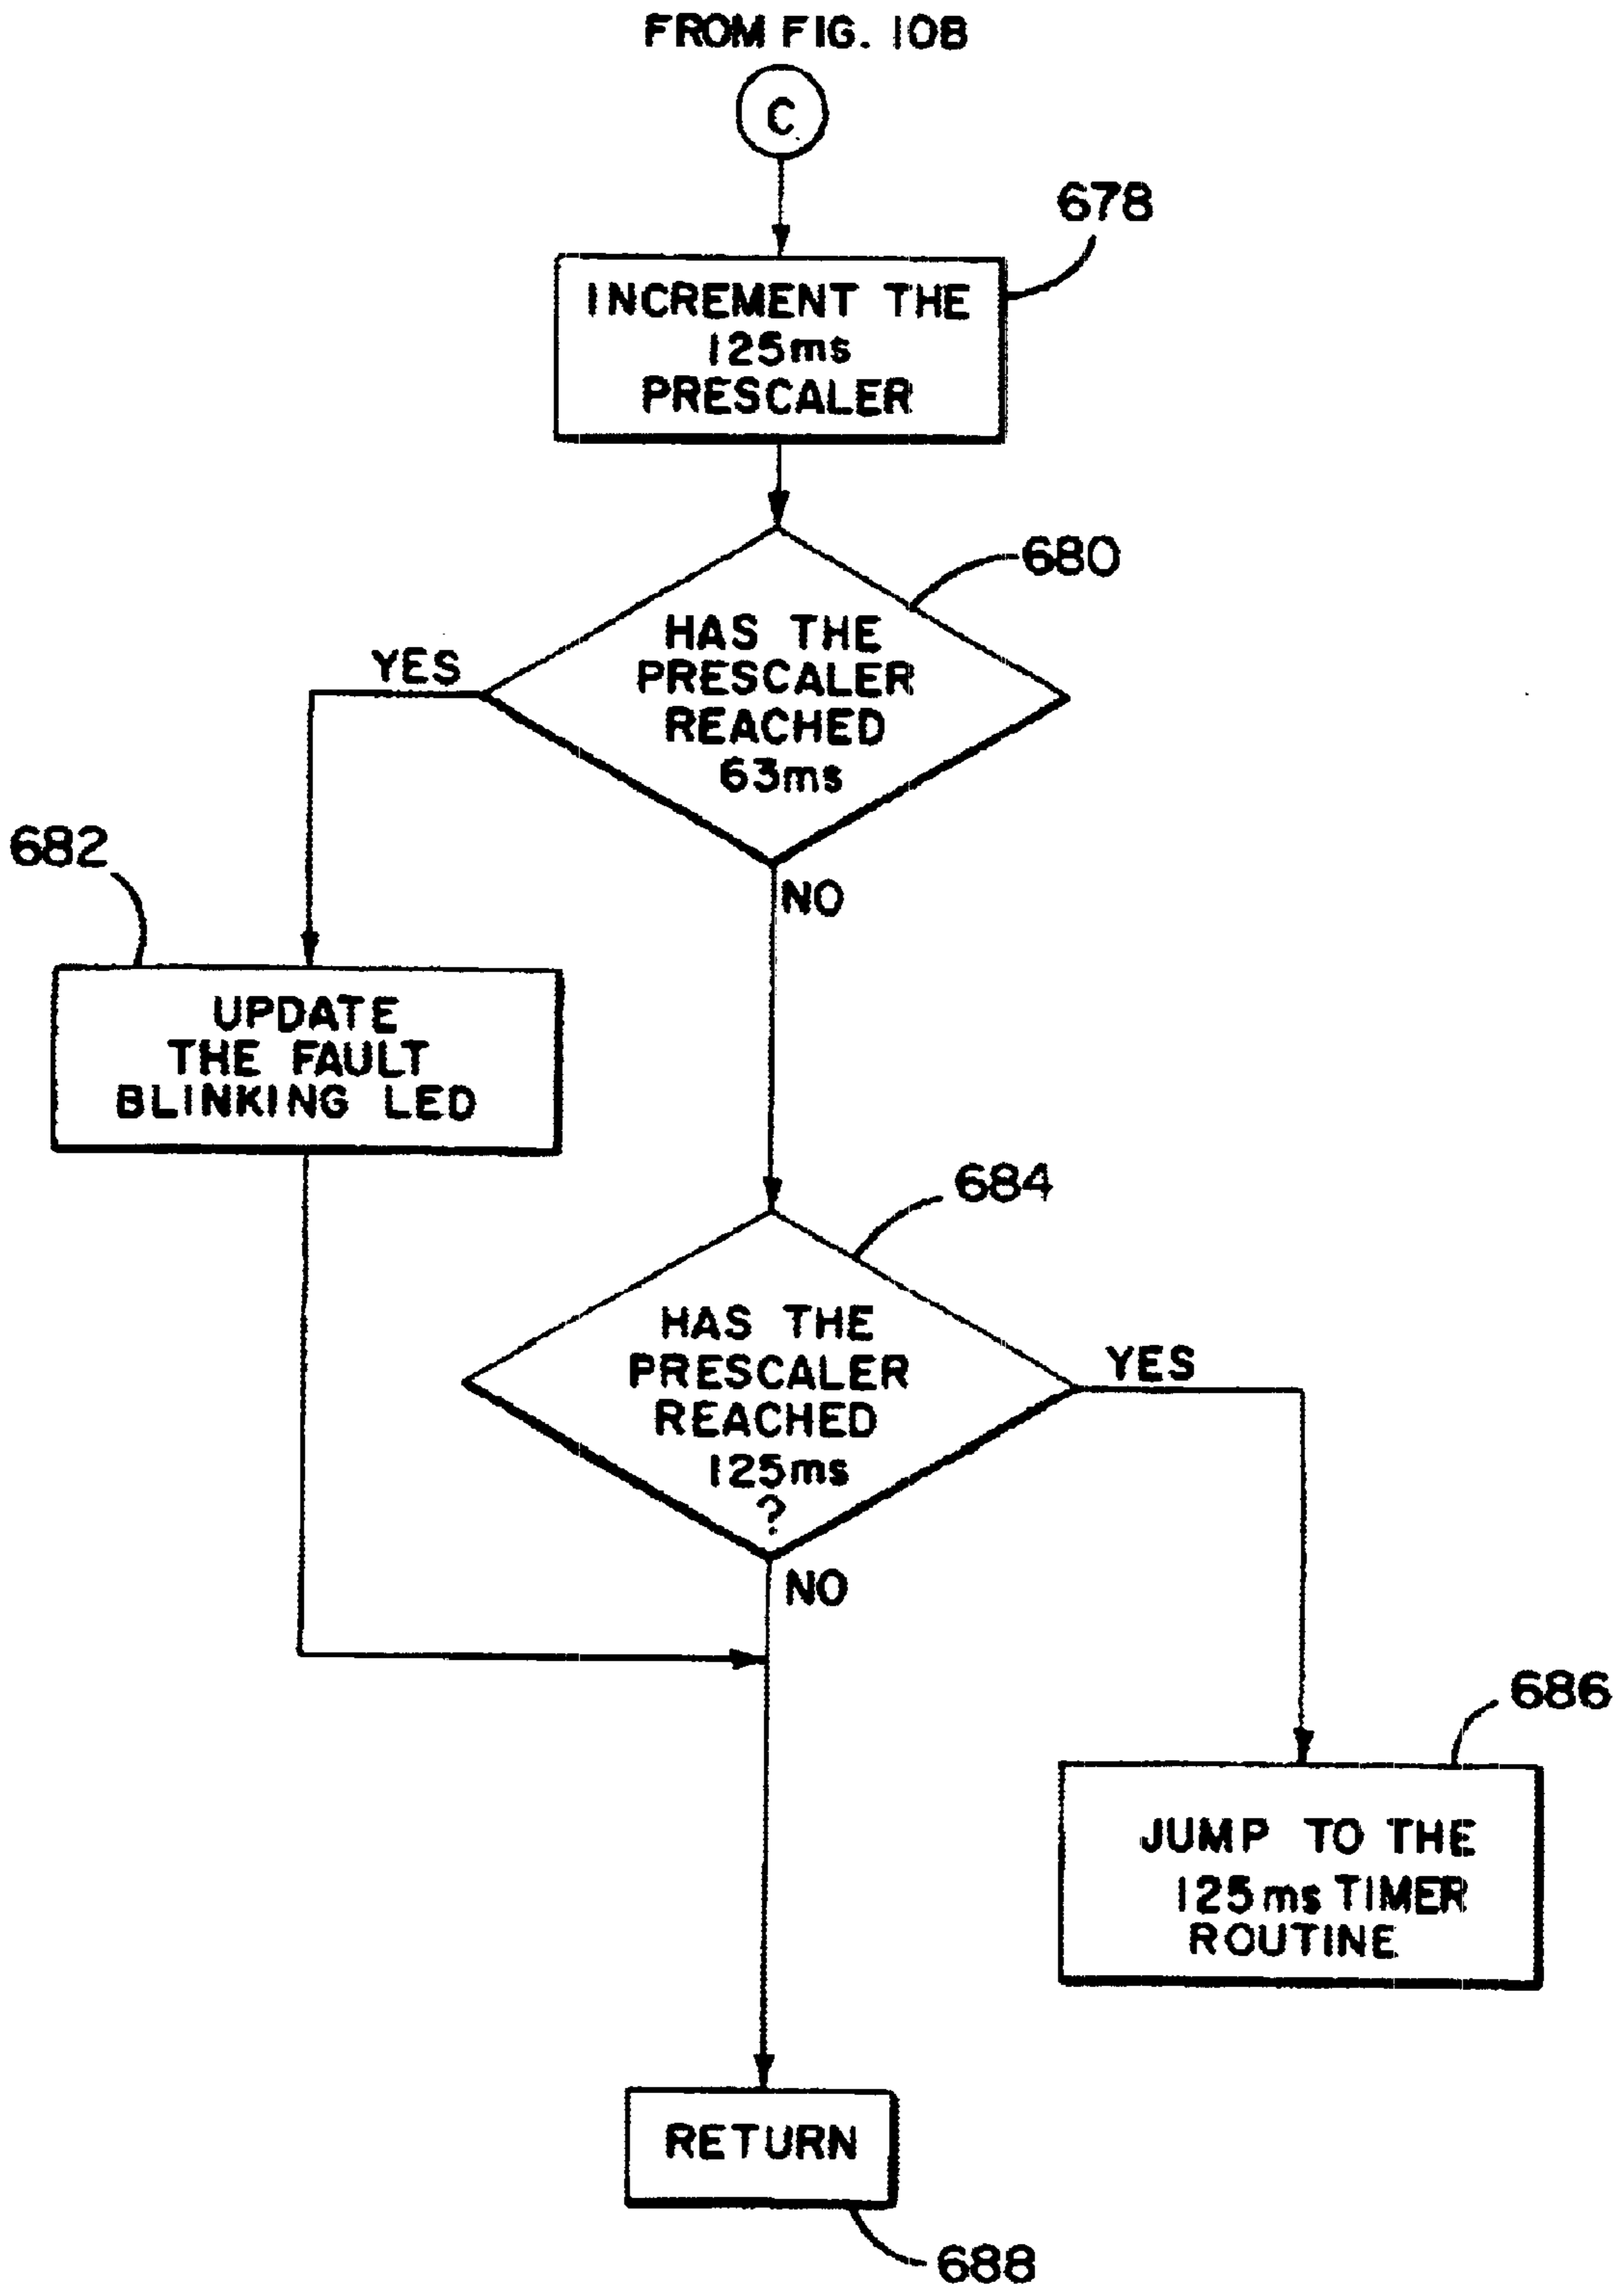 FROM FIG. 10B
C
678
INCREMENT THE
125ms
PRESCALER
680
HAS THE
PRESCALER
REACHED
63ms
YES
NO
682
UPDATE
THE FAULT
BLINKING LED
684
HAS THE
PRESCALER
REACHED
125ms
?
YES
NO
686
JUMP TO THE
125ms TIMER
ROUTINE
RETURN
688